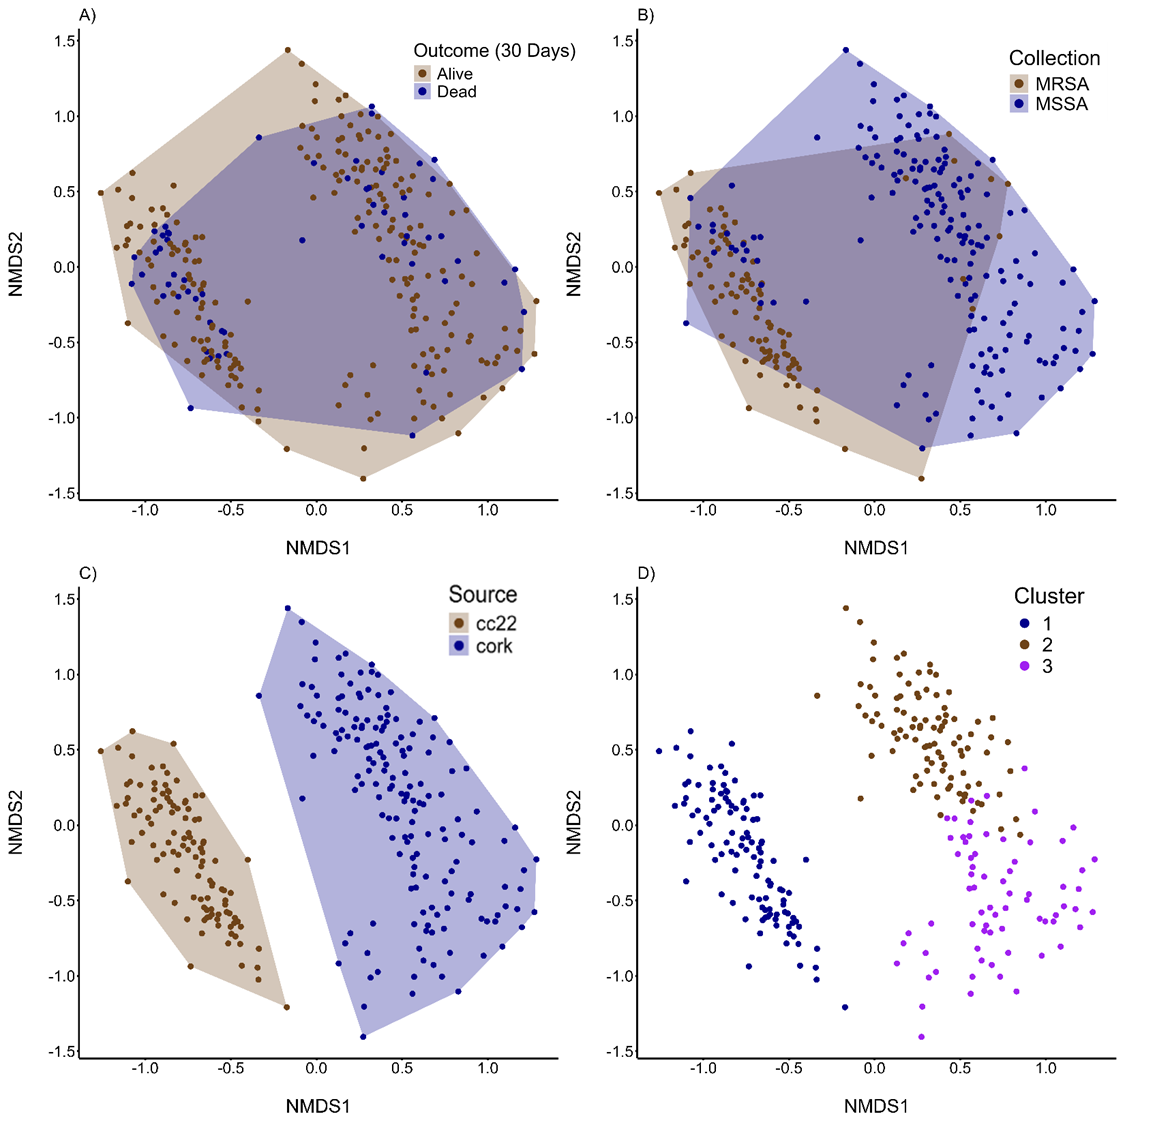 A)
1.5
1.0
0.5
0.0
-0.5
-1.0
-1.5
NMDS2
-1.0 -0.5 0.0 0.5 1.0
NMDS1
Outcome (30 Days)
Alive
Dead
B)
1.5
1.0
0.5
0.0
-0.5
-1.0
-1.5
NMDS2
-1.0 -0.5 0.0 0.5 1.0
NMDS1
Collection
MRSA
MSSA
C)
1.5
1.0
0.5
0.0
-0.5
-1.0
-1.5
NMDS2
-1.0 -0.5 0.0 0.5 1.0
NMDS1
Source
cc22
cork
D)
1.5
1.0
0.5
0.0
-0.5
-1.0
-1.5
NMDS2
-1.0 -0.5 0.0 0.5 1.0
NMDS1
Cluster
1
2
3